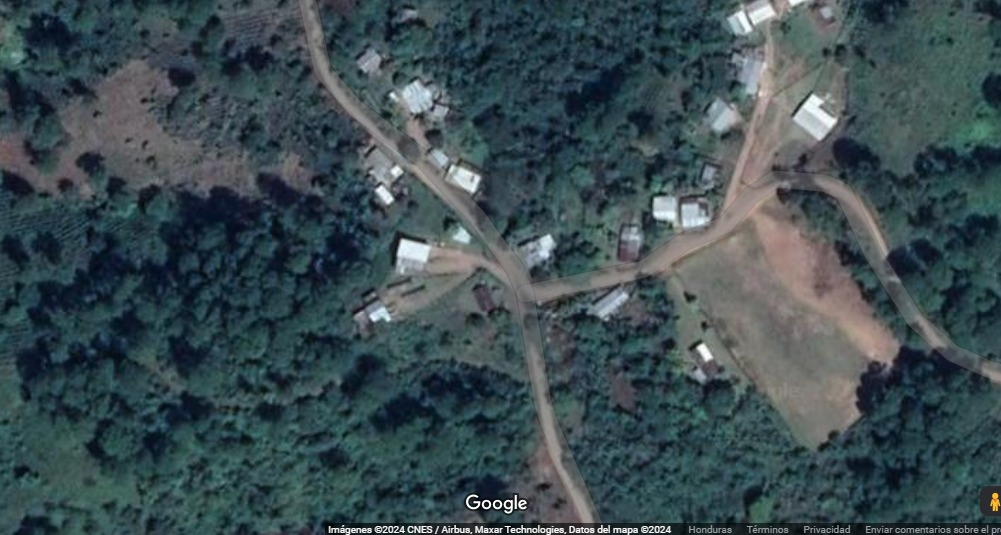 Google
Imágenes ©2024 CNES / Airbus, Maxar Technologies, Datos del mapa ©2024 Honduras Términos Privacidad Enviar comentarios sobre el pr